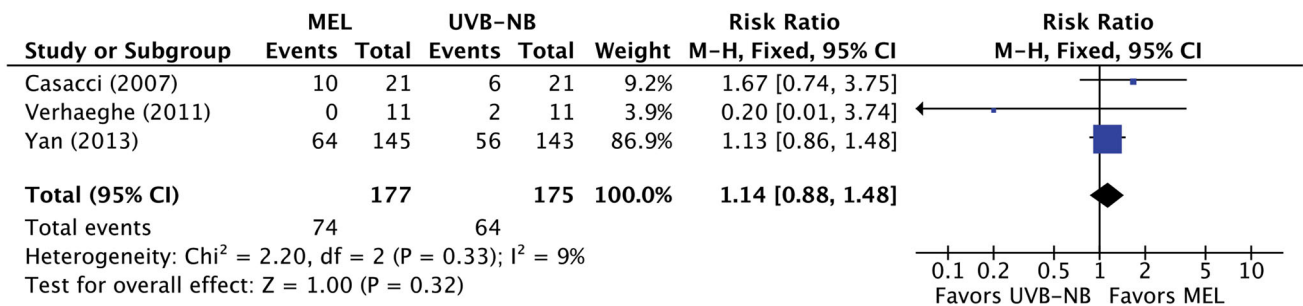 MEL UVB-NB Risk Ratio Risk Ratio
Study or Subgroup Events Total Events Total Weight M-H, Fixed, 95% CI M-H, Fixed, 95% CI
Casacci (2007) 10 21 6 21 9.2% 1.67 [0.74, 3.75]
Verhaeghe (2011) 0 11 2 11 3.9% 0.20 [0.01, 3.74]
Yan (2013) 64 145 56 143 86.9% 1.13 [0.86, 1.48]
Total (95% CI) 177 175 100.0% 1.14 [0.88, 1.48]
Total events 74 64
Heterogeneity: Chi² = 2.20, df = 2 (P = 0.33); I² = 9%
Test for overall effect: Z = 1.00 (P = 0.32)
0.1 0.2 0.5 1 2 5 10
Favors UVB-NB Favors MEL